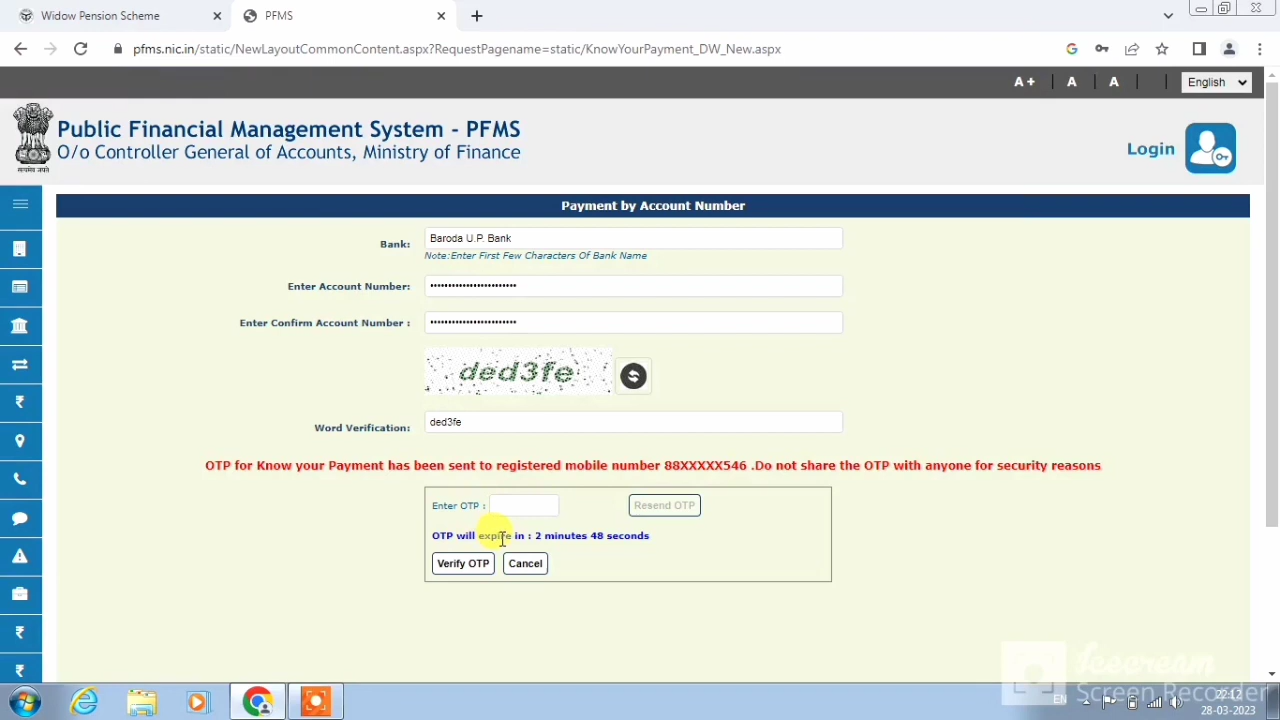 Widow Pension Scheme
PFMS
pfms.nic.in/static/NewLayoutCommonContent.aspx?RequestPagename=static/KnowYourPayment_DW_New.aspx
A +
A
A
English
सत्यमेव जयते
Public Financial Management System - PFMS
O/o Controller General of Accounts, Ministry of Finance
Login
Payment by Account Number
Bank:
Baroda U.P. Bank
Note:Enter First Few Characters Of Bank Name
Enter Account Number:
Enter Confirm Account Number :
ded3fe
Word Verification:
ded3fe
OTP for Know your Payment has been sent to registered mobile number 88XXXXX546 .Do not share the OTP with anyone for security reasons
Enter OTP :
Resend OTP
OTP will expire in : 2 minutes 48 seconds
Verify OTP
Cancel
Icecream
Screen Recorder
EN
22:12
28-03-2023